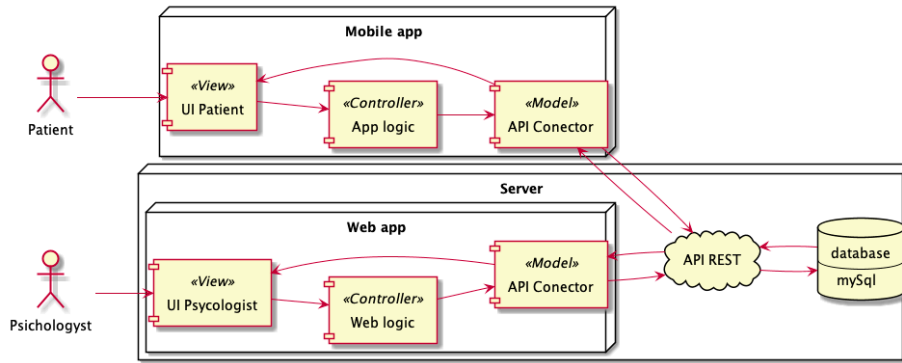 Mobile app
«View»
UI Patient
«Controller»
App logic
«Model»
API Conector
Patient
Server
Web app
«View»
UI Psycologist
«Controller»
Web logic
«Model»
API Conector
Psichologyst
API REST
database
mySql